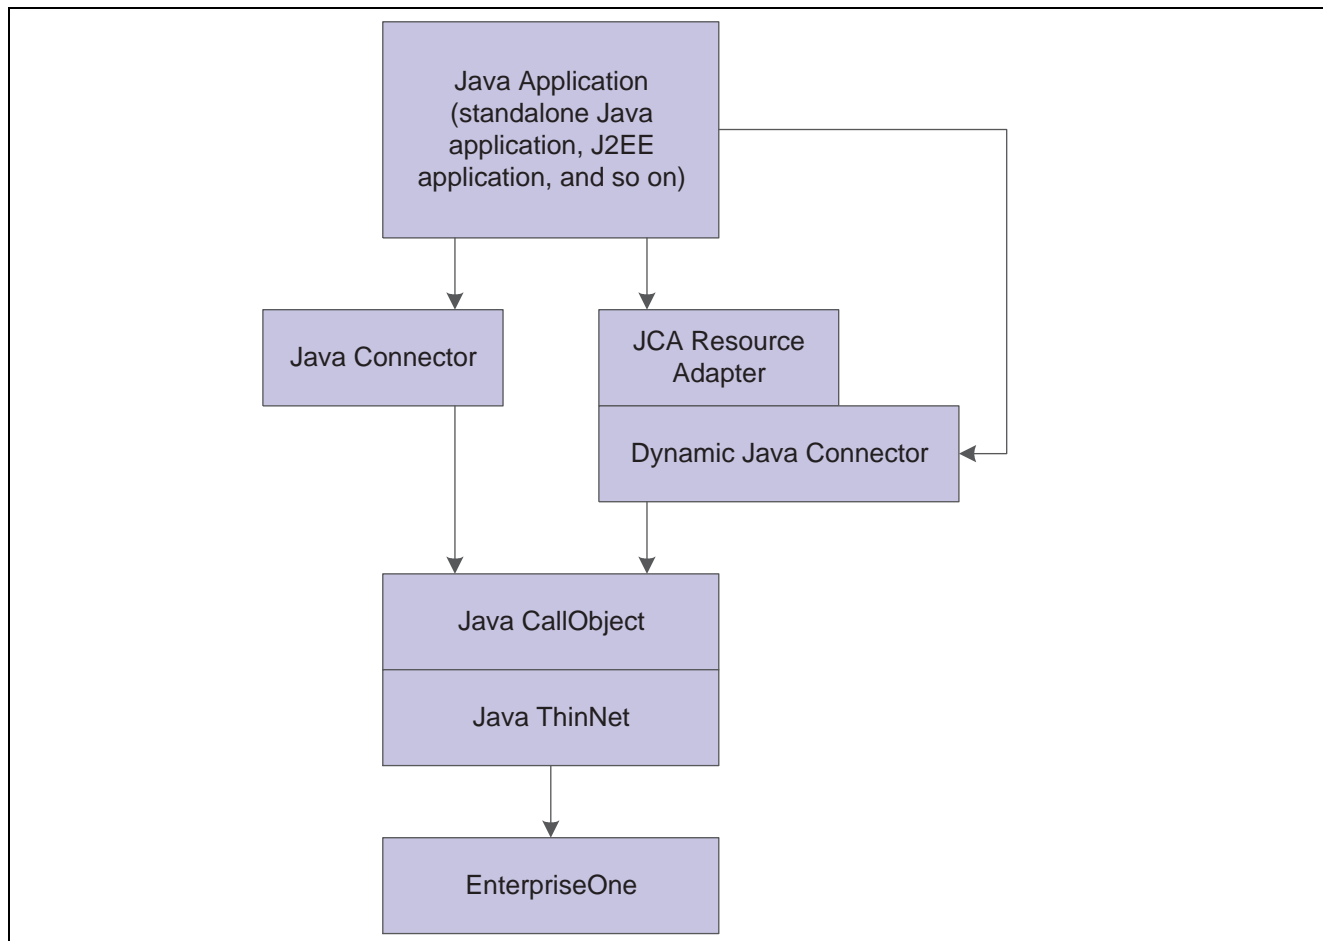 Java Application
(standalone Java
application, J2EE
application, and so on)
Java Connector
JCA Resource
Adapter
Dynamic Java Connector
Java CallObject
Java ThinNet
EnterpriseOne